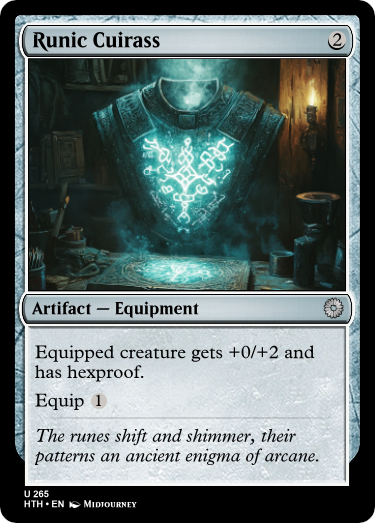 Runic Cuirass 2
Artifact — Equipment
Equipped creature gets +0/+2 and
has hexproof.
Equip 1
The runes shift and shimmer, their
patterns an ancient enigma of arcane.
U 265
HTH • EN Midjourney